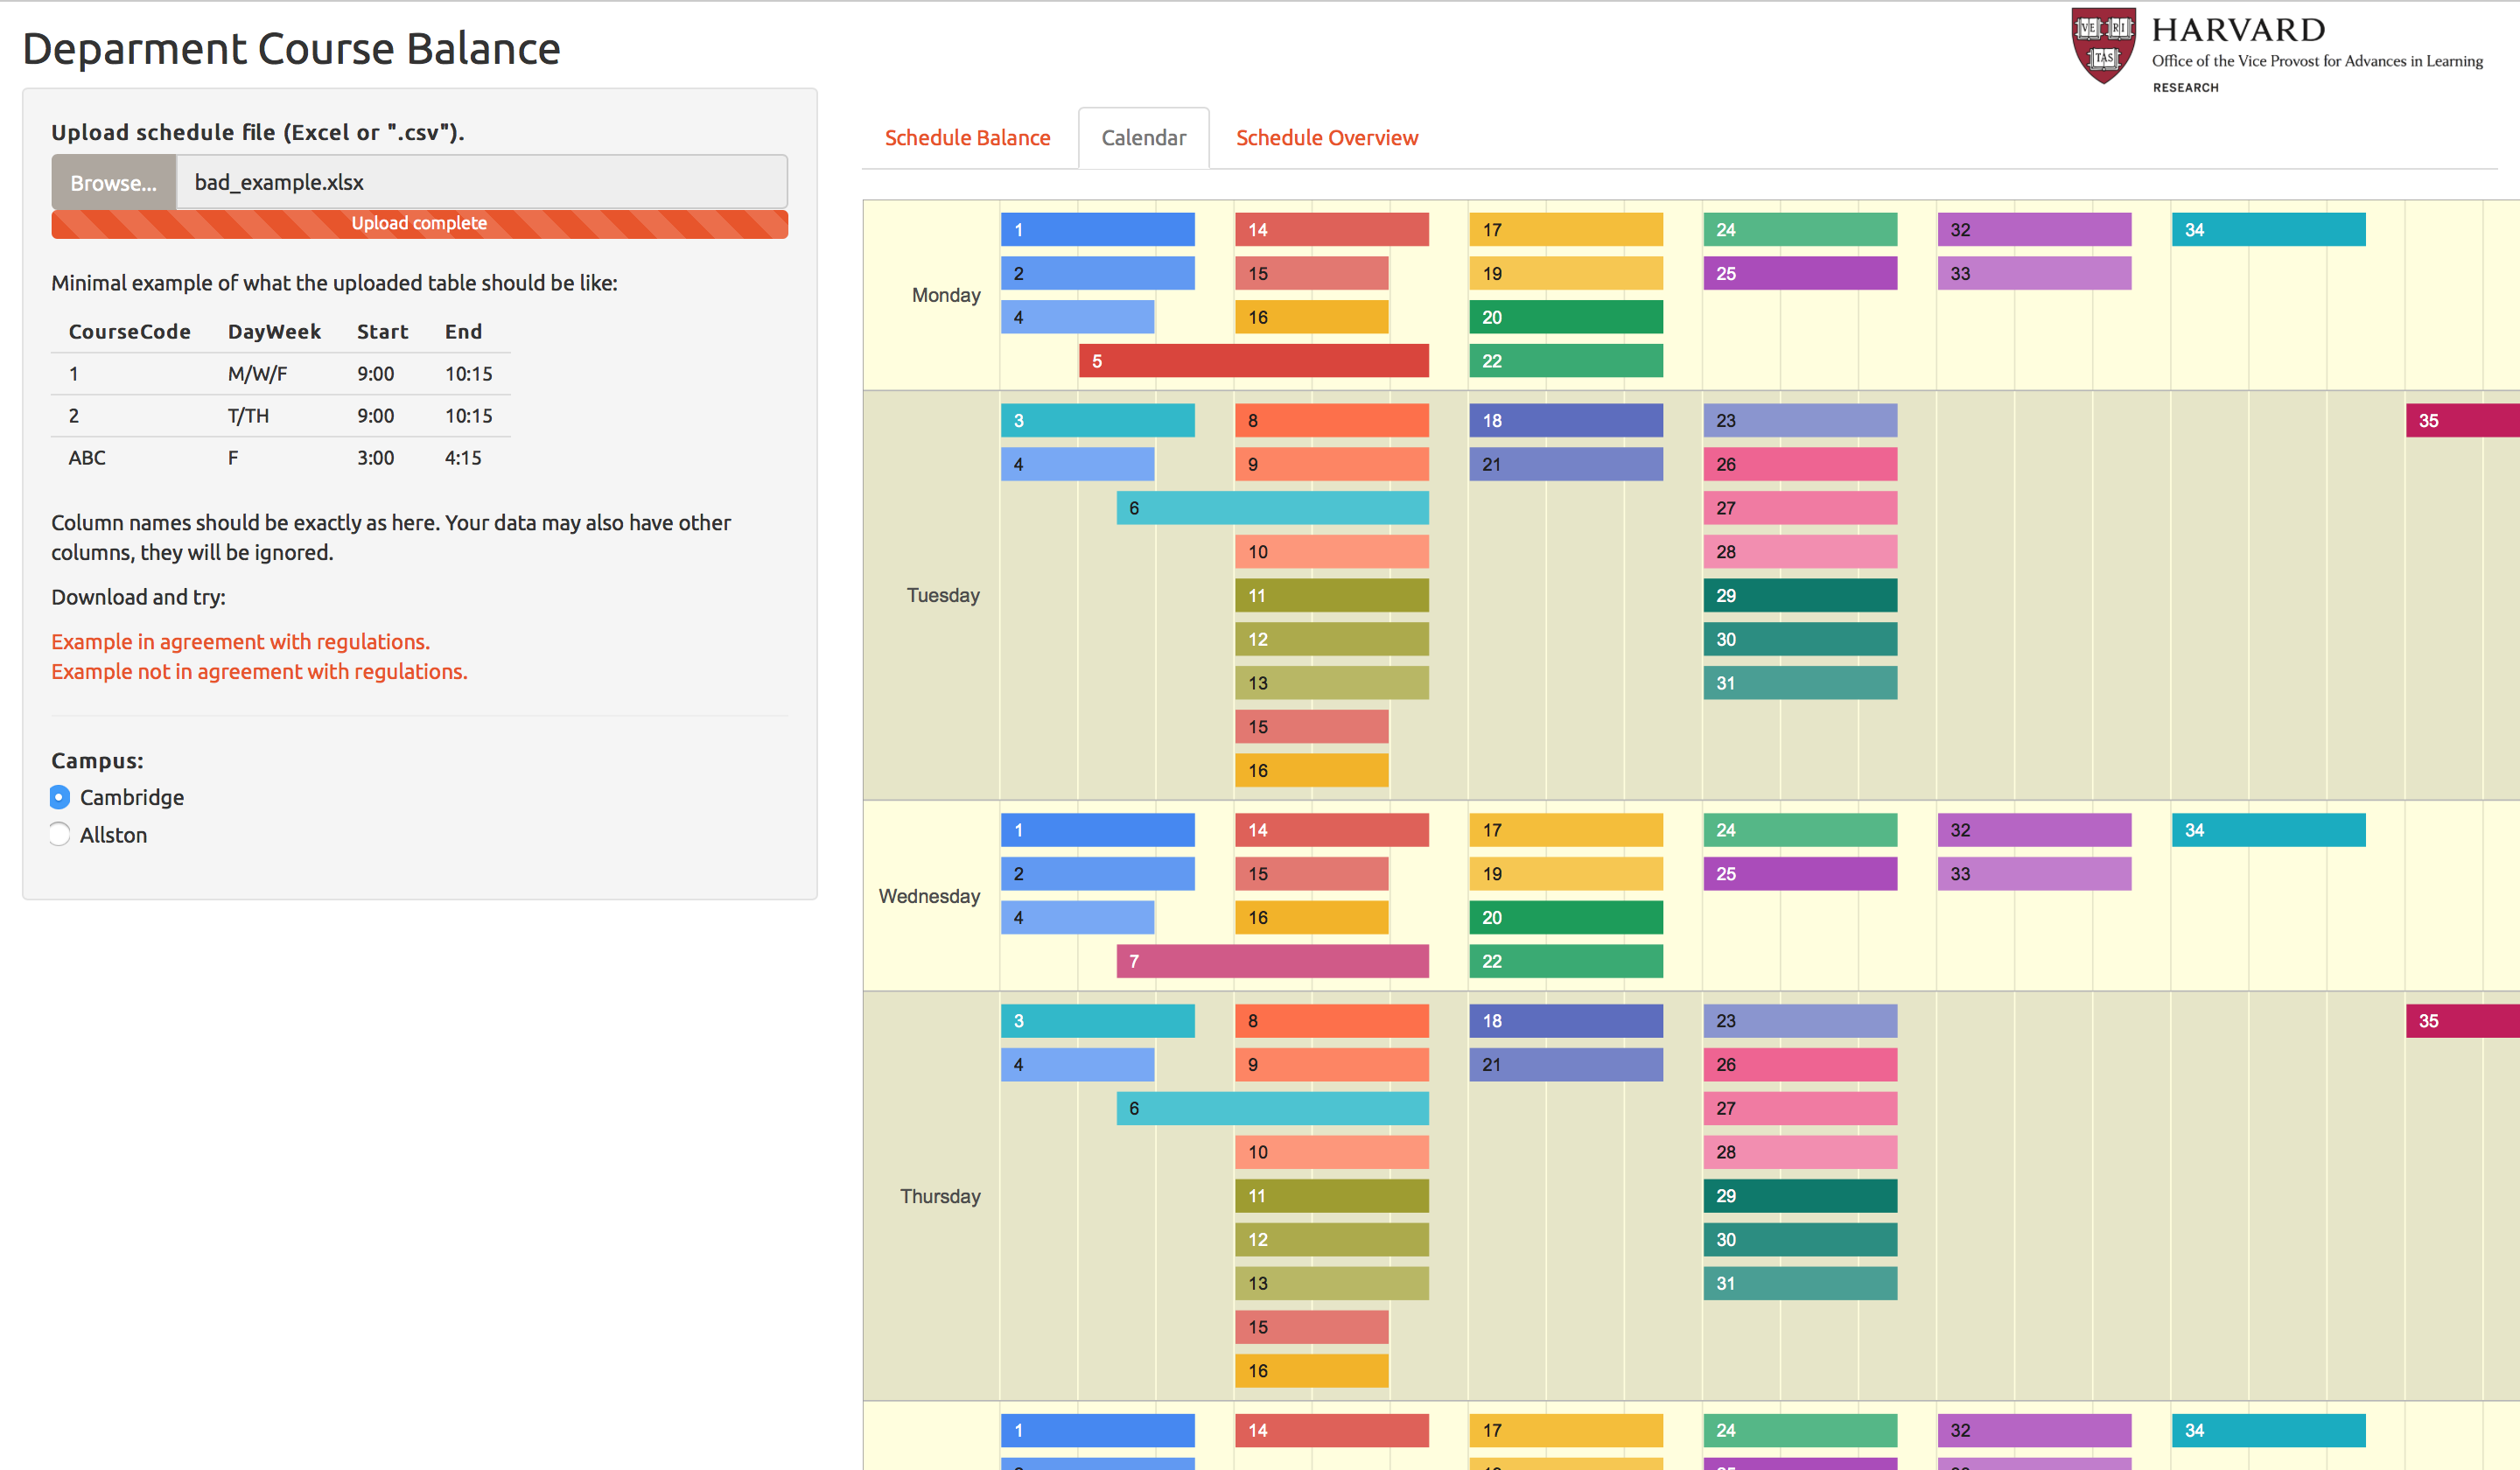 Deparment Course Balance
VE RI TAS
HARVARD
Office of the Vice Provost for Advances in Learning
RESEARCH
Upload schedule file (Excel or ".csv").
Browse... bad_example.xlsx
Upload complete
Minimal example of what the uploaded table should be like:
CourseCode DayWeek Start End
1 M/W/F 9:00 10:15
2 T/TH 9:00 10:15
ABC F 3:00 4:15
Column names should be exactly as here. Your data may also have other
columns, they will be ignored.
Download and try:
Example in agreement with regulations.
Example not in agreement with regulations.
Campus:
Cambridge
Allston
Schedule Balance Calendar Schedule Overview
Monday
1 14 17 24 32 34
2 15 19 25 33
4 16 20
5 22
Tuesday
3 8 18 23 35
4 9 21 26
6 27
10 28
11 29
12 30
13 31
15
16
Wednesday
1 14 17 24 32 34
2 15 19 25 33
4 16 20
7 22
Thursday
3 8 18 23 35
4 9 21 26
6 27
10 28
11 29
12 30
13 31
15
16
1 14 17 24 32 34